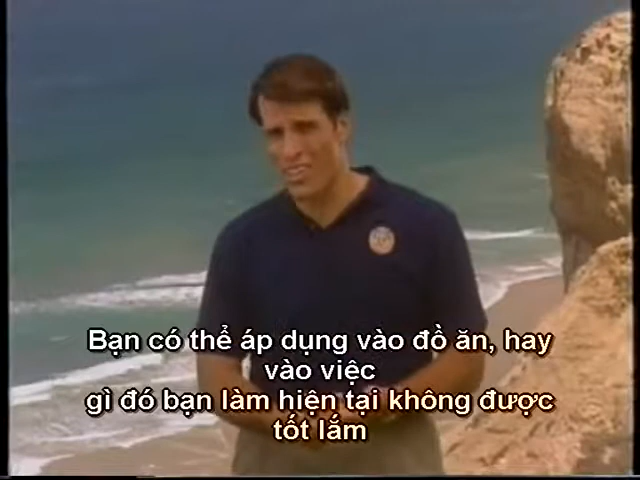 Bạn có thể áp dụng vào đồ ăn, hay
vào việc
gì đó bạn làm hiện tại không được
tốt lắm